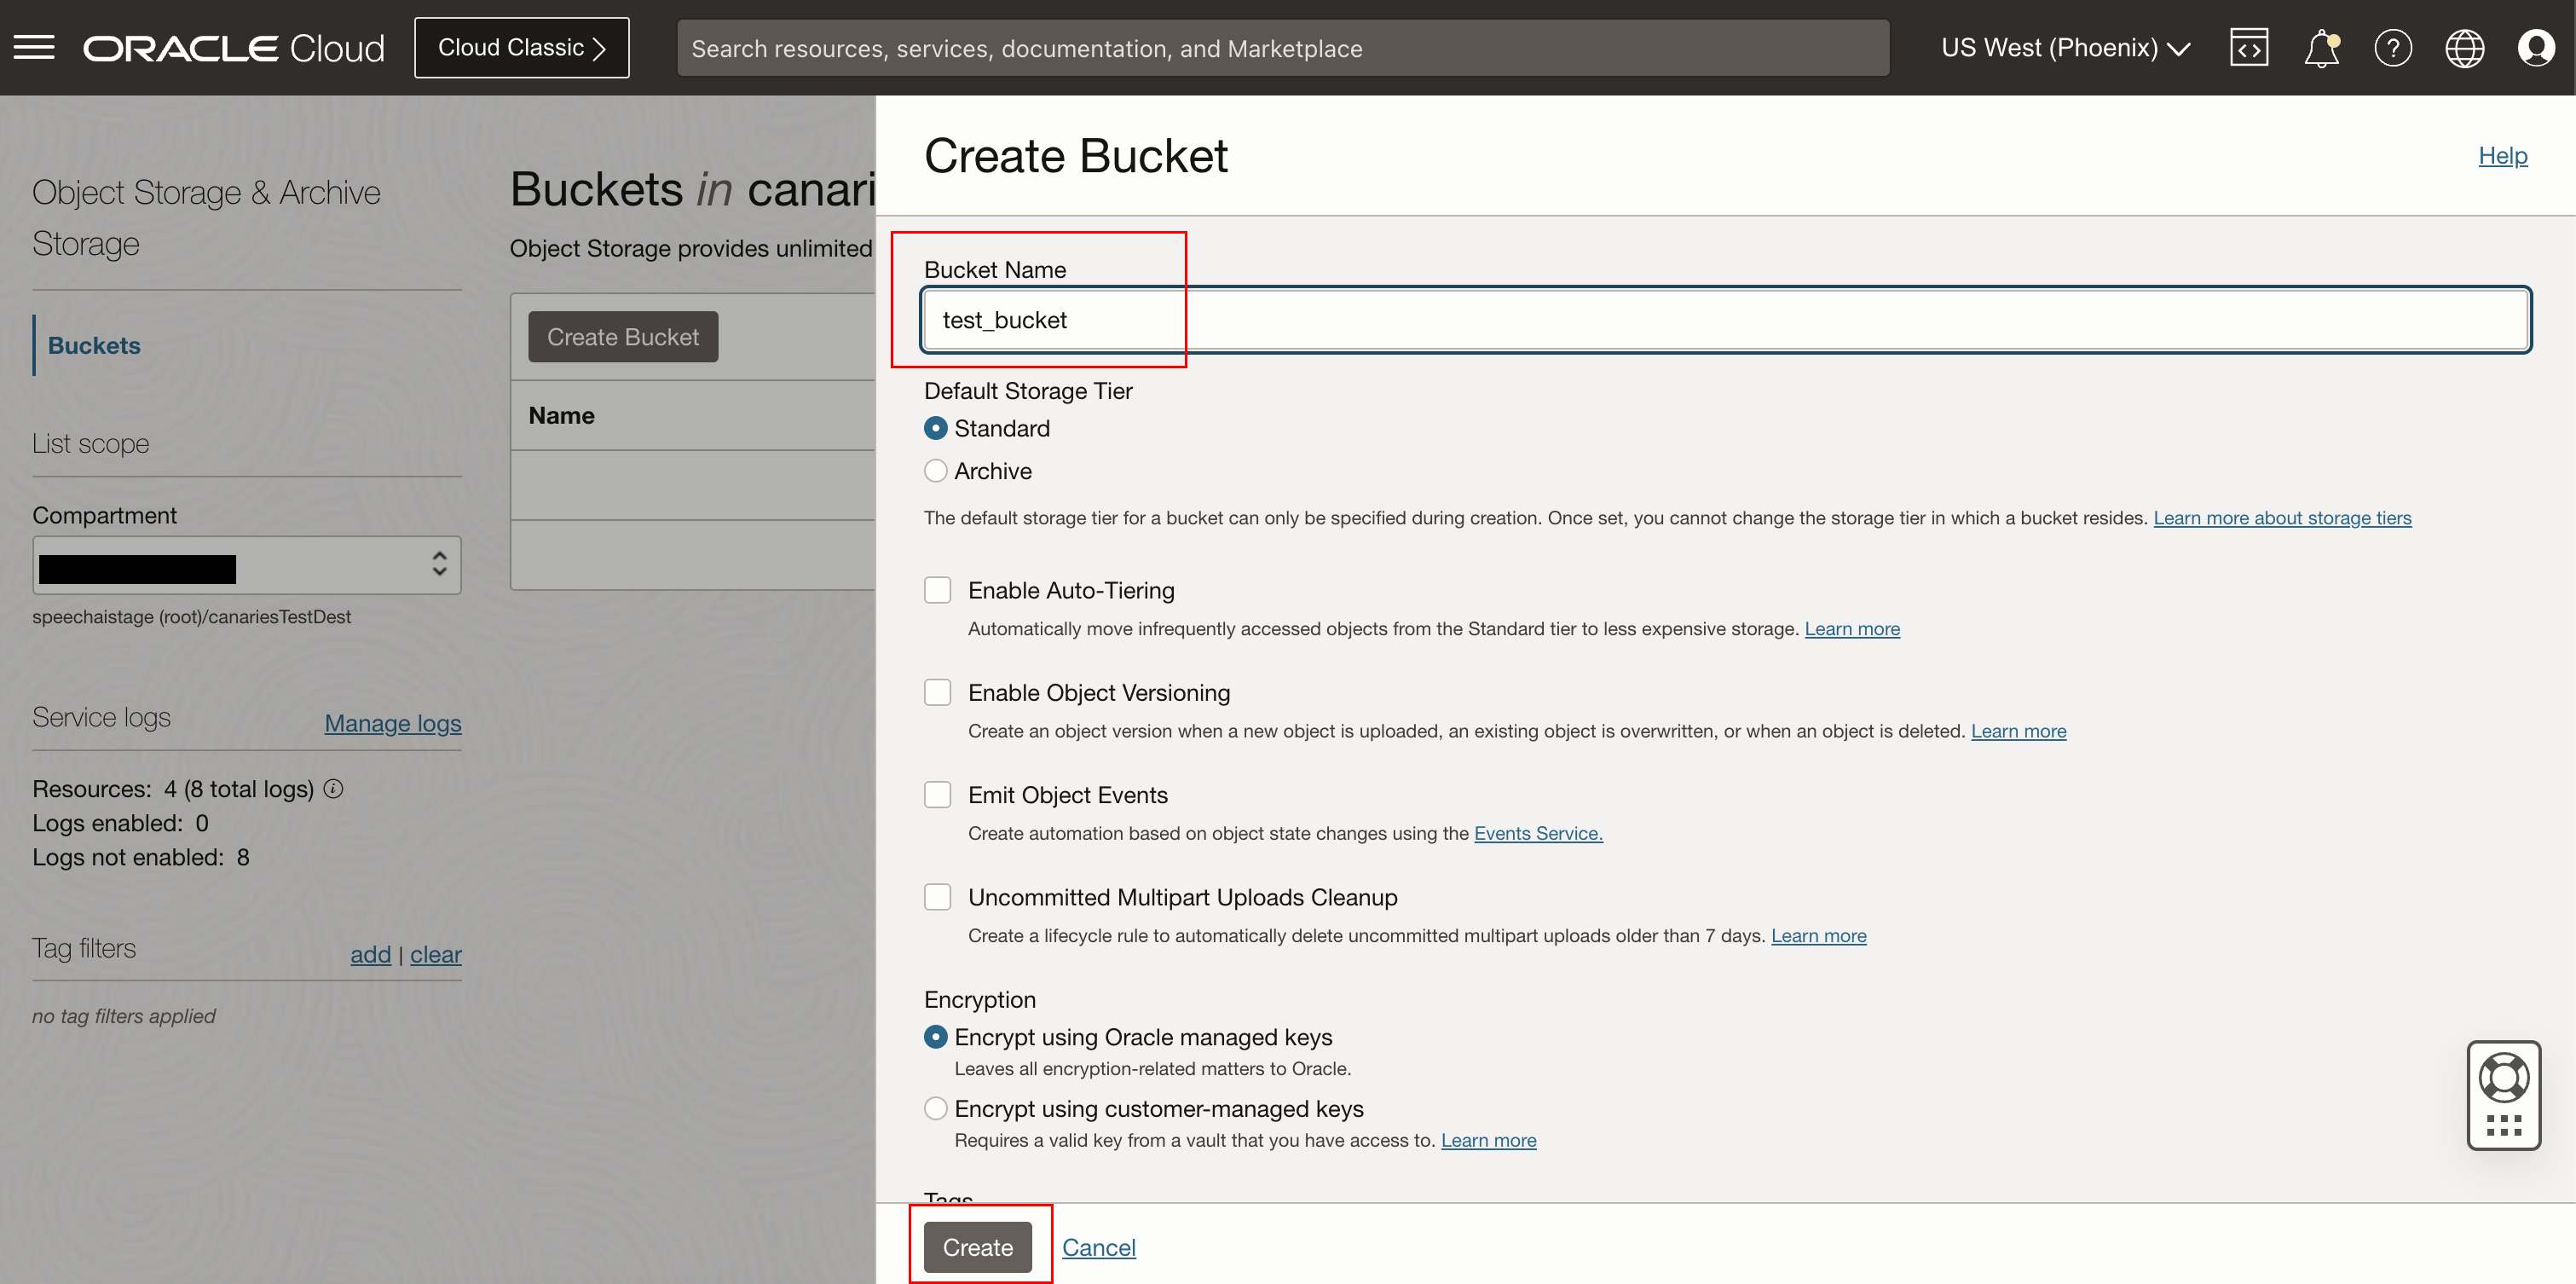 ORACLE Cloud
Cloud Classic
Search resources, services, documentation, and Marketplace
US West (Phoenix)
Object Storage & Archive
Storage
Buckets
List scope
Compartment
speechaistage (root)/canariesTestDest
Service logs Manage logs
Resources: 4 (8 total logs)
Logs enabled: 0
Logs not enabled: 8
Tag filters add | clear
no tag filters applied
Buckets in canari
Object Storage provides unlimited
Create Bucket
Name
Create Bucket
Help
Bucket Name
test_bucket
Default Storage Tier
Standard
Archive
The default storage tier for a bucket can only be specified during creation. Once set, you cannot change the storage tier in which a bucket resides. Learn more about storage tiers
Enable Auto-Tiering
Automatically move infrequently accessed objects from the Standard tier to less expensive storage. Learn more
Enable Object Versioning
Create an object version when a new object is uploaded, an existing object is overwritten, or when an object is deleted. Learn more
Emit Object Events
Create automation based on object state changes using the Events Service.
Uncommitted Multipart Uploads Cleanup
Create a lifecycle rule to automatically delete uncommitted multipart uploads older than 7 days. Learn more
Encryption
Encrypt using Oracle managed keys
Leaves all encryption-related matters to Oracle.
Encrypt using customer-managed keys
Requires a valid key from a vault that you have access to. Learn more
Tags
Create Cancel